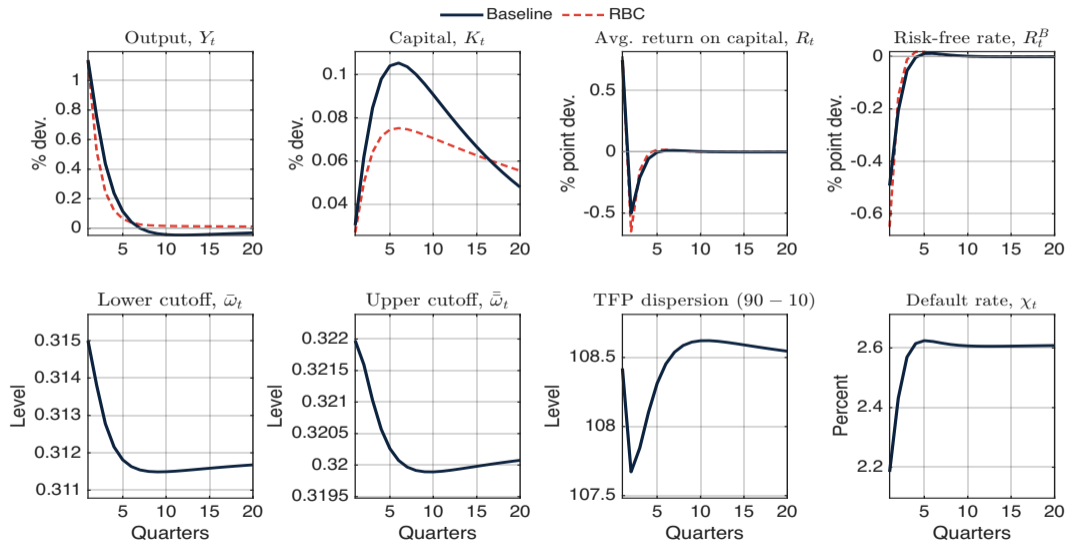 Baseline RBC
Output, Y_t
Capital, K_t
Avg. return on capital, R_t
Risk-free rate, R_t^B
% dev.
1
0.8
0.6
0.4
0.2
0
5 10 15 20
% dev.
0.1
0.08
0.06
0.04
5 10 15 20
% point dev.
0.5
0
-0.5
5 10 15 20
% point dev.
0
-0.2
-0.4
-0.6
5 10 15 20
Lower cutoff, ω̄_t
Upper cutoff, ω̿_t
TFP dispersion (90 − 10)
Default rate, χ_t
Level
0.315
0.314
0.313
0.312
0.311
5 10 15 20
Quarters
Level
0.322
0.3215
0.321
0.3205
0.32
0.3195
5 10 15 20
Quarters
Level
108.5
108
107.5
5 10 15 20
Quarters
Percent
2.6
2.4
2.2
5 10 15 20
Quarters